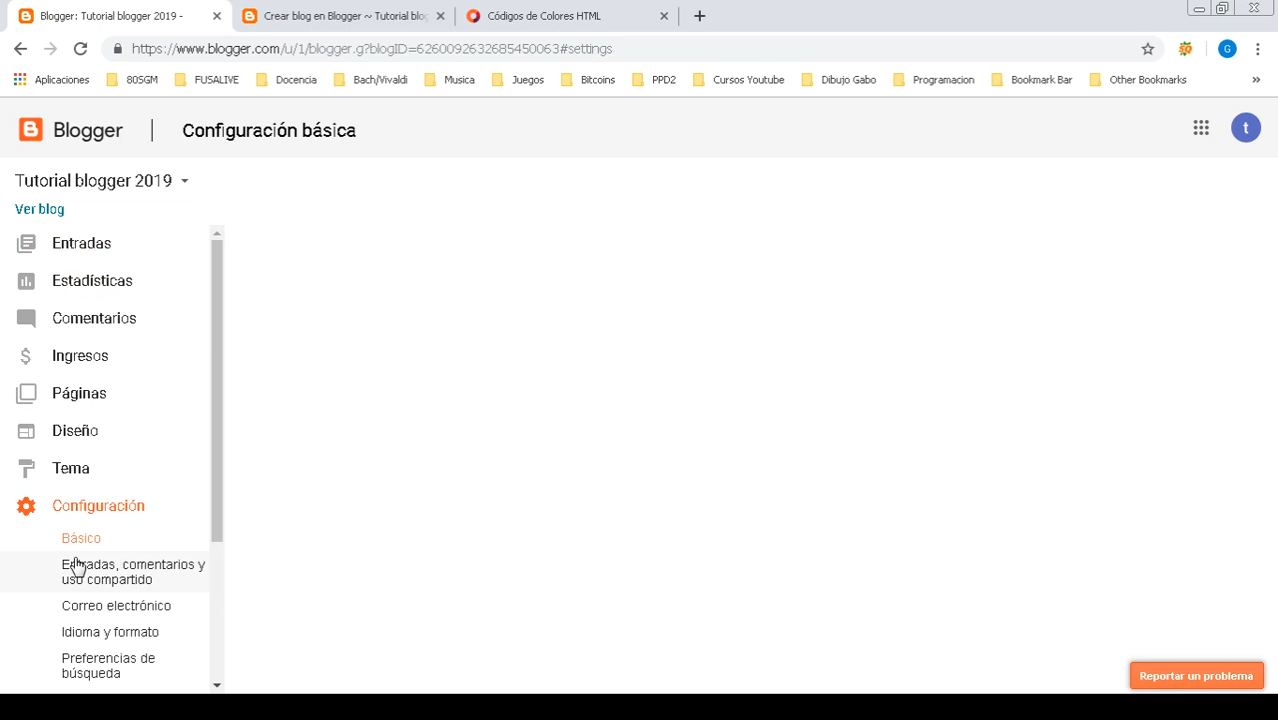 Blogger: Tutorial blogger 2019 -
Crear blog en Blogger ~ Tutorial blog
Códigos de Colores HTML
https://www.blogger.com/u/1/blogger.g?blogID=6260092632685450063#settings
G
Aplicaciones
80SGM
FUSALIVE
Docencia
Bach/Vivaldi
Musica
Juegos
Bitcoins
PPD2
Cursos Youtube
Dibujo Gabo
Programacion
Bookmark Bar
Other Bookmarks
Blogger
Configuración básica
t
Tutorial blogger 2019
Ver blog
Entradas
Estadísticas
Comentarios
Ingresos
Páginas
Diseño
Tema
Configuración
Básico
Entradas, comentarios y
uso compartido
Correo electrónico
Idioma y formato
Preferencias de
búsqueda
Reportar un problema